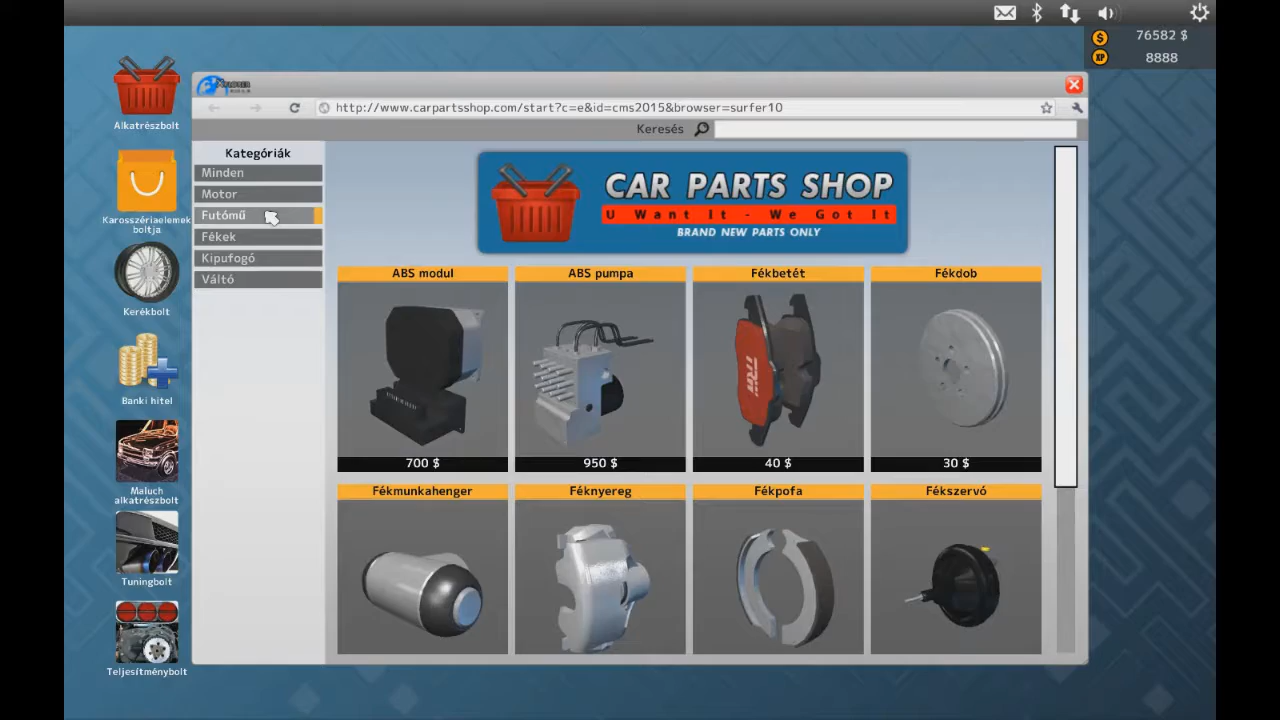 76582 $
8888
http://www.carpartsshop.com/start?c=e&id=cms2015&browser=surfer10
Keresés
Alkatrészbolt
Karosszériaelemek
boltja
Kerékbolt
Banki hitel
Maluch
alkatrészbolt
Tuningbolt
Teljesítménybolt
Kategóriák
Minden
Motor
Futómű
Fékek
Kipufogó
Váltó
CAR PARTS SHOP
U Want It - We Got It
BRAND NEW PARTS ONLY
ABS modul
ABS pumpa
Fékbetét
Fékdob
TRW
700 $
950 $
40 $
30 $
Fékmunkahenger
Féknyereg
Fékpofa
Fékszervó